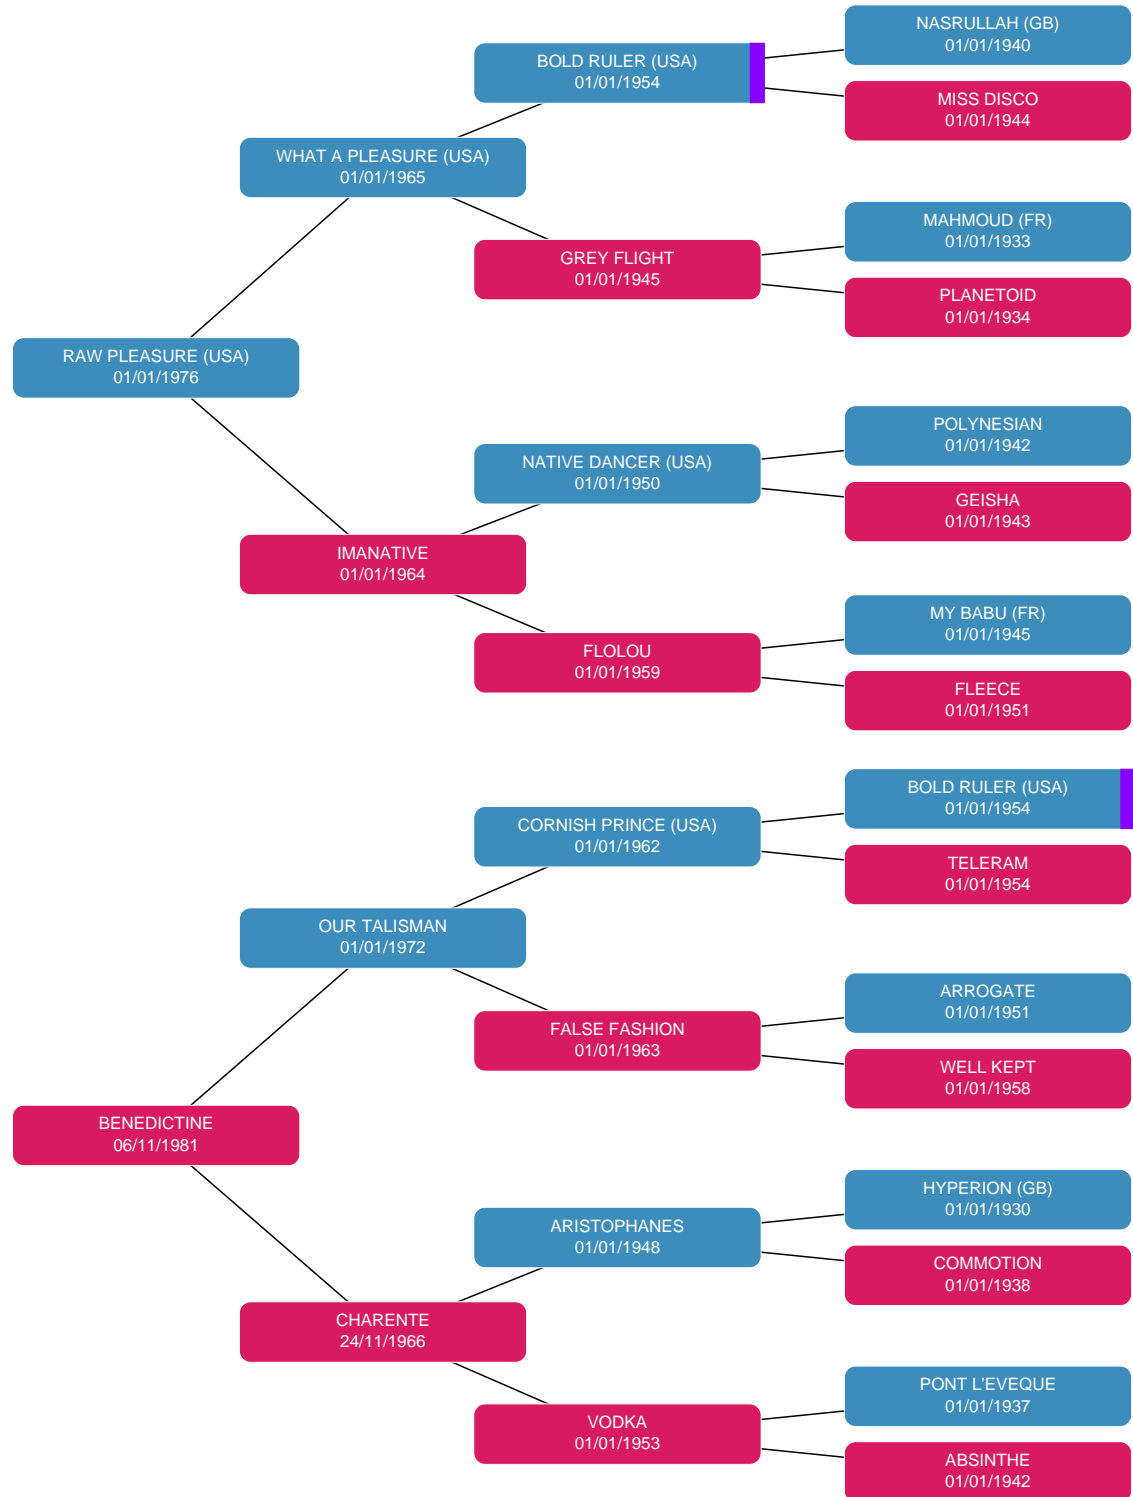 NASRULLAH (GB)
01/01/1940
BOLD RULER (USA)
01/01/1954
MISS DISCO
01/01/1944
WHAT A PLEASURE (USA)
01/01/1965
MAHMOUD (FR)
01/01/1933
GREY FLIGHT
01/01/1945
PLANETOID
01/01/1934
RAW PLEASURE (USA)
01/01/1976
POLYNESIAN
01/01/1942
NATIVE DANCER (USA)
01/01/1950
GEISHA
01/01/1943
IMANATIVE
01/01/1964
MY BABU (FR)
01/01/1945
FLOLOU
01/01/1959
FLEECE
01/01/1951
BOLD RULER (USA)
01/01/1954
CORNISH PRINCE (USA)
01/01/1962
TELERAM
01/01/1954
OUR TALISMAN
01/01/1972
ARROGATE
01/01/1951
FALSE FASHION
01/01/1963
WELL KEPT
01/01/1958
BENEDICTINE
06/11/1981
HYPERION (GB)
01/01/1930
ARISTOPHANES
01/01/1948
COMMOTION
01/01/1938
CHARENTE
24/11/1966
PONT L'EVEQUE
01/01/1937
VODKA
01/01/1953
ABSINTHE
01/01/1942